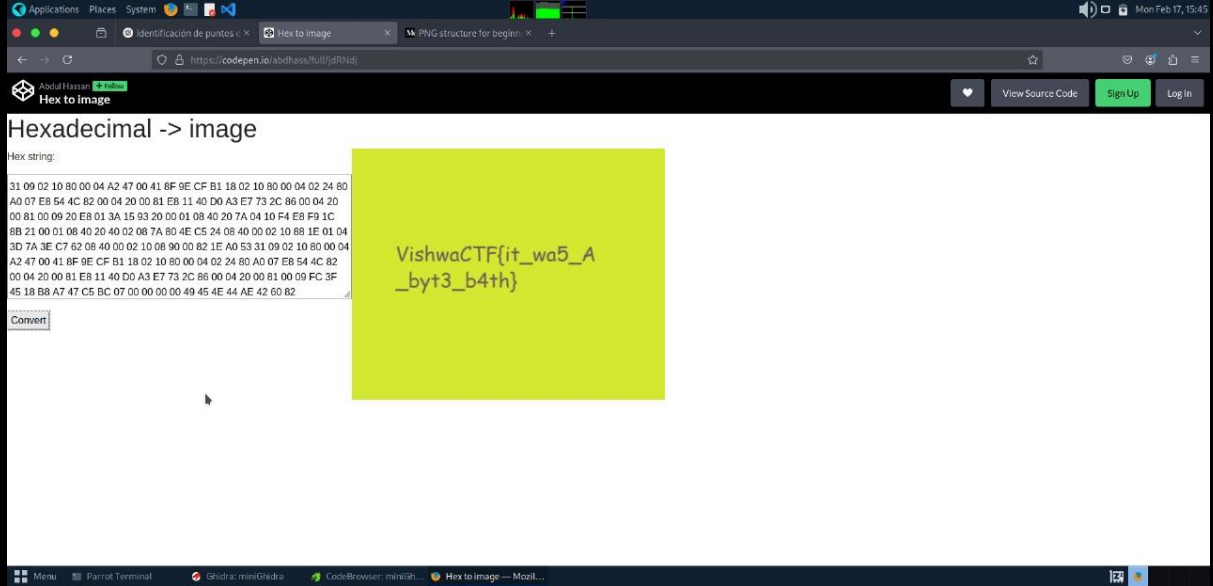 Applications Places System
Mon Feb 17, 15:45
Identificación de puntos d
Hex to image
PNG structure for beginn
https://codepen.io/abdhass/full/jdRNdj
Abdul Hassan + Follow
Hex to image
View Source Code
Sign Up
Log In
Hexadecimal -> image
Hex string:
31 09 02 10 80 00 04 A2 47 00 41 8F 9E CF B1 18 02 10 80 00 04 02 24 80
A0 07 E8 54 4C 82 00 04 20 00 81 E8 11 40 D0 A3 E7 73 2C 86 00 04 20
00 81 00 09 20 E8 01 3A 15 93 20 00 01 08 40 20 7A 04 10 F4 E8 F9 1C
8B 21 00 01 08 40 20 40 02 08 7A 80 4E C5 24 08 40 00 02 10 88 1E 01 04
3D 7A 3E C7 62 08 40 00 02 10 08 90 00 82 1E A0 53 31 09 02 10 80 00 04
A2 47 00 41 8F 9E CF B1 18 02 10 80 00 04 02 24 80 A0 07 E8 54 4C 82
00 04 20 00 81 E8 11 40 D0 A3 E7 73 2C 86 00 04 20 00 81 00 09 FC 3F
45 18 B8 A7 47 C5 BC 07 00 00 00 00 49 45 4E 44 AE 42 60 82
Convert
VishwaCTF{it_wa5_A
_byt3_b4th}
Menu
Parrot Terminal
Ghidra: miniGhidra
CodeBrowser: miniGh...
Hex to image — Mozil...